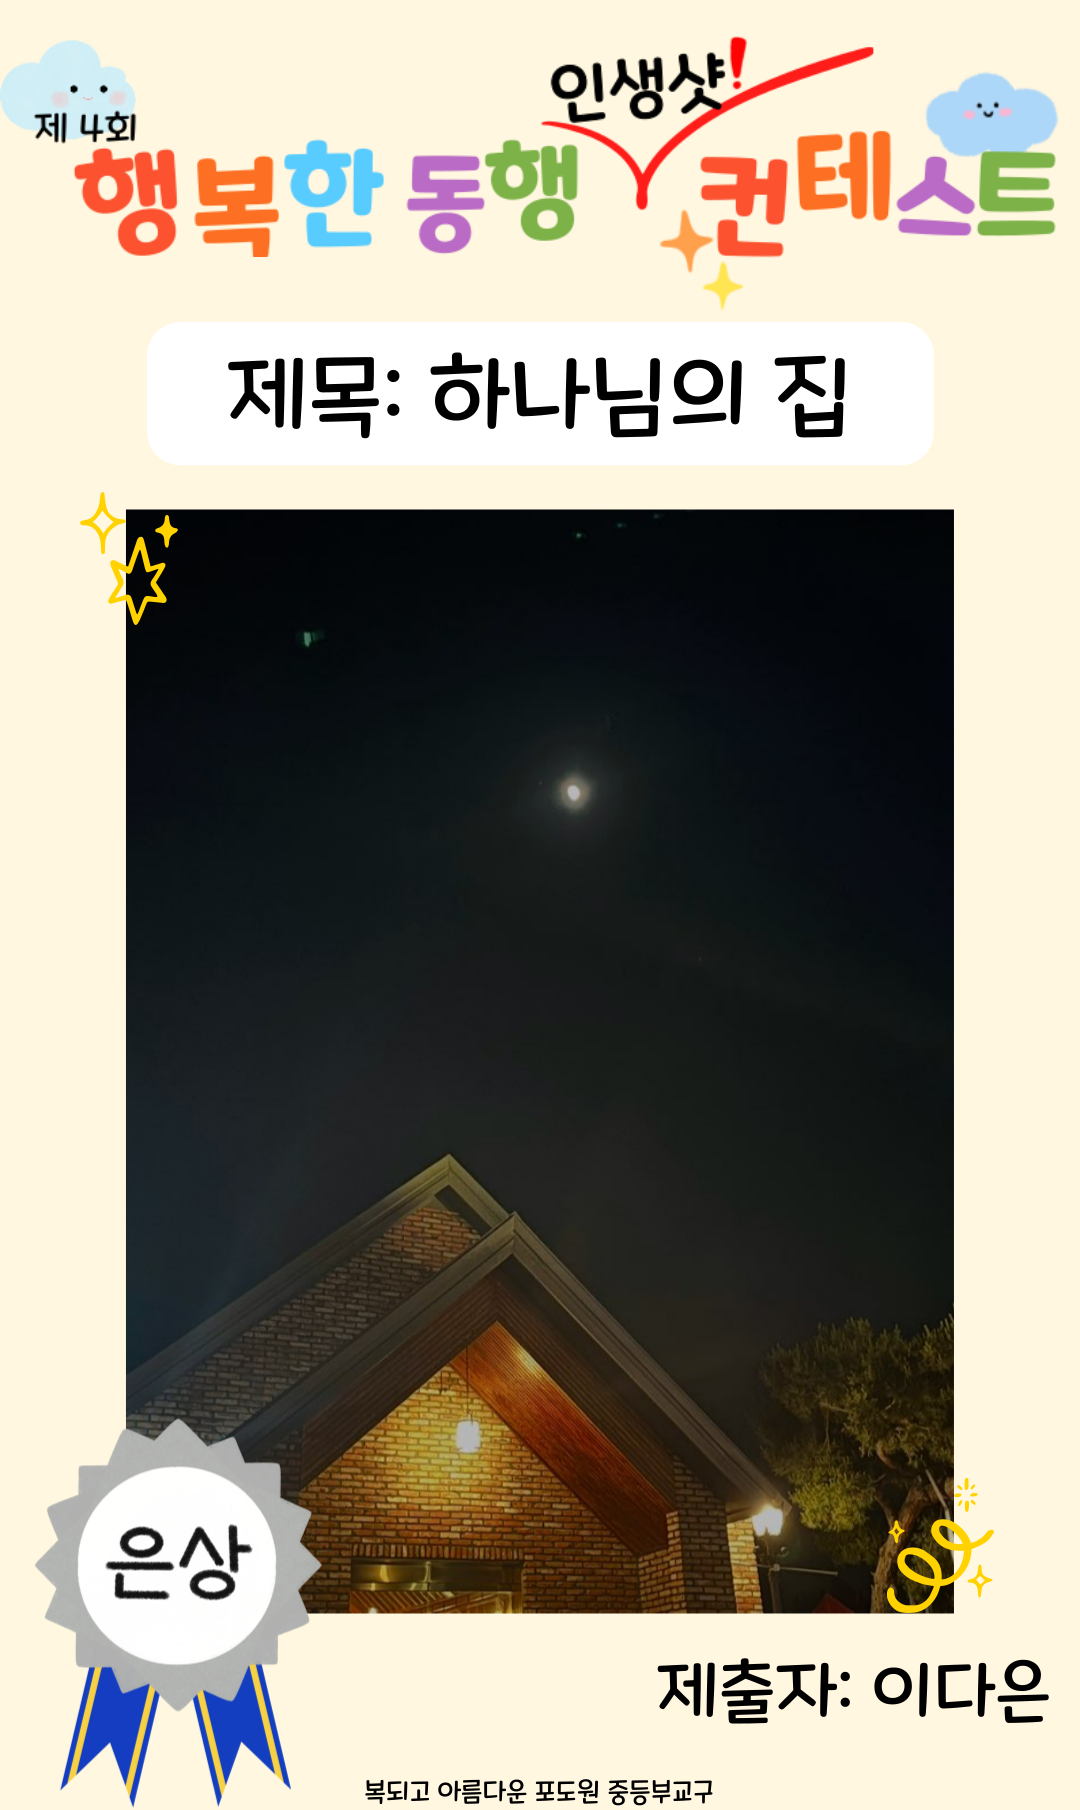 제 4회
인생샷!
행복한 동행 컨테스트
제목: 하나님의 집
은상
제출자: 이다은
복되고 아름다운 포도원 중등부교구